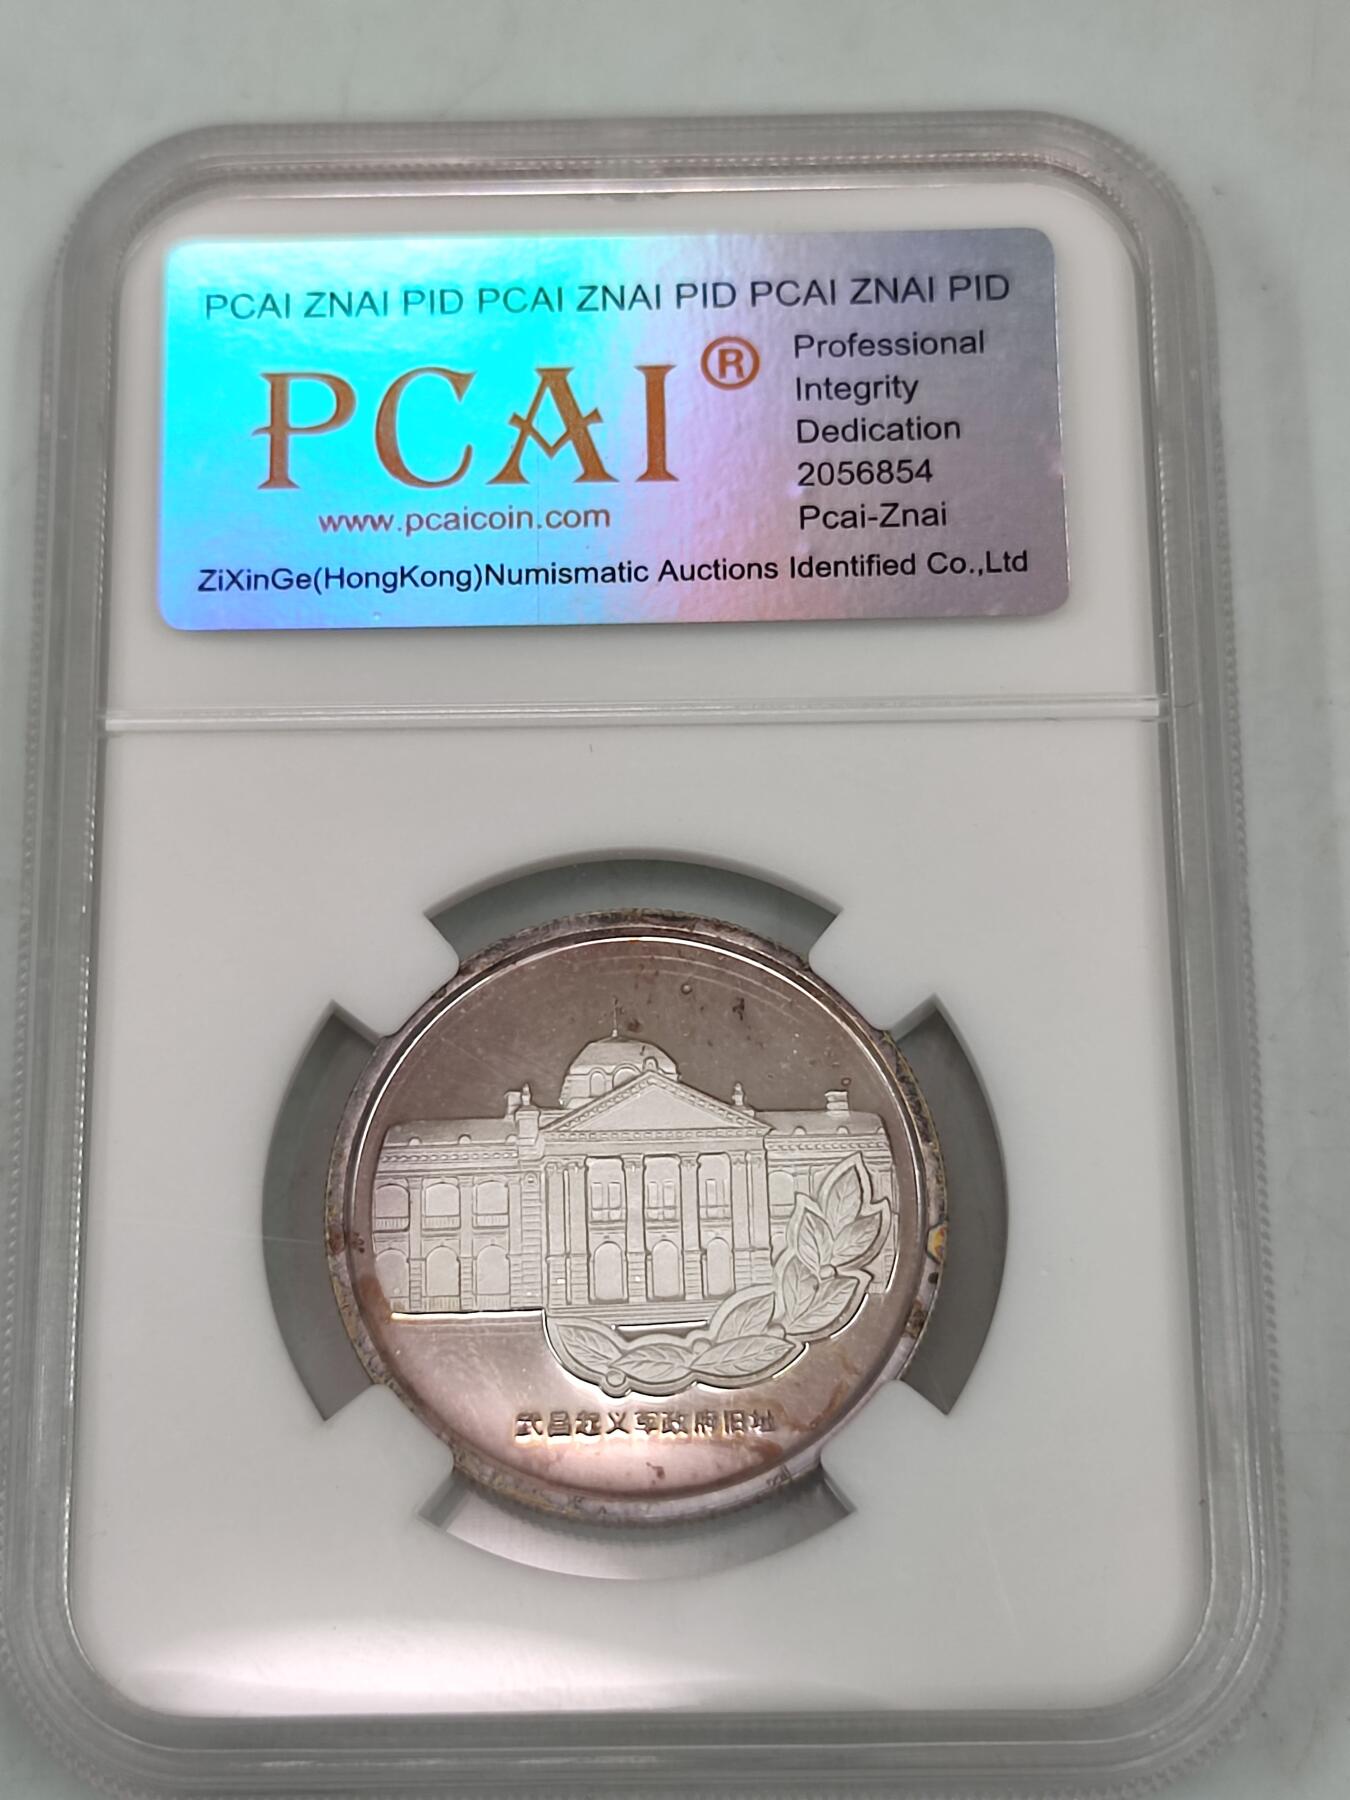 PCAI ZNAI PID PCAI ZNAI PID PCAI ZNAI PID
PCAI®
www.pcaicoin.com
Professional
Integrity
Dedication
2056854
Pcai-Znai
ZiXinGe(HongKong)Numismatic Auctions Identified Co.,Ltd
武昌起义军政府旧址